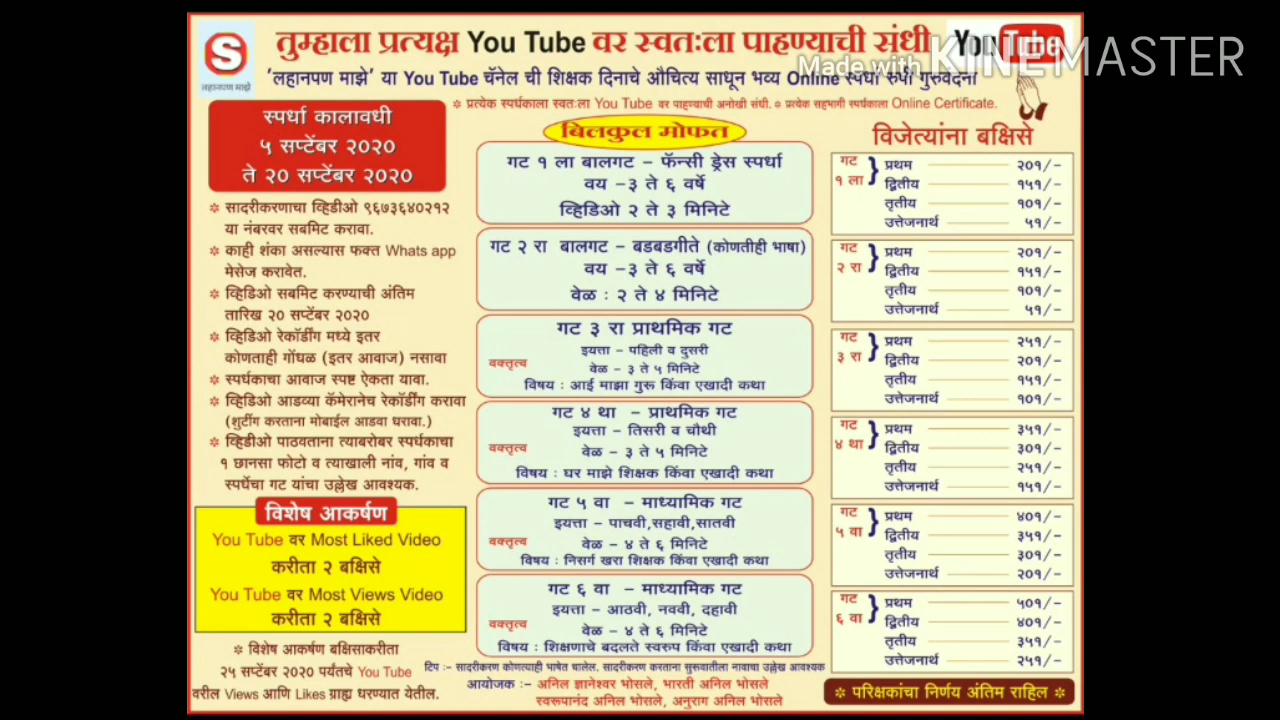 S
लहानपण माझे
तुम्हाला प्रत्यक्ष You Tube वर स्वतःला पाहण्याची संधी
You Tube
Made with KINEMASTER
'लहानपण माझे' या You Tube चॅनेल ची शिक्षक दिनाचे औचित्य साधून भव्य Online स्पर्धा रुपी गुरुवंदना
✲ प्रत्येक स्पर्धकाला स्वतःला You Tube वर पाहण्याची अनोखी संधी. ✲ प्रत्येक सहभागी स्पर्धकाला Online Certificate.
स्पर्धा कालावधी
५ सप्टेंबर २०२०
ते २० सप्टेंबर २०२०
✲ सादरीकरणाचा व्हिडीओ ९६७३६४०२१२
या नंबरवर सबमिट करावा.
✲ काही शंका असल्यास फक्त Whats app
मेसेज करावेत.
✲ व्हिडिओ सबमिट करण्याची अंतिम
तारिख २० सप्टेंबर २०२०
✲ व्हिडिओ रेकॉर्डींग मध्ये इतर
कोणताही गोंधळ (इतर आवाज) नसावा
✲ स्पर्धकाचा आवाज स्पष्ट ऐकता यावा.
✲ व्हिडिओ आडव्या कॅमेरानेच रेकॉर्डींग करावा
(शुटींग करताना मोबाईल आडवा धरावा.)
✲ व्हिडीओ पाठवताना त्याबरोबर स्पर्धकाचा
१ छानसा फोटो व त्याखाली नांव, गांव व
स्पर्धेचा गट यांचा उल्लेख आवश्यक.
विशेष आकर्षण
You Tube वर Most Liked Video
करीता २ बक्षिसे
You Tube वर Most Views Video
करीता २ बक्षिसे
✲ विशेष आकर्षण बक्षिसाकरीता
२५ सप्टेंबर २०२० पर्यंतचे You Tube
वरील Views आणि Likes ग्राह्य धरण्यात येतील.
बिलकुल मोफत
गट १ ला बालगट – फॅन्सी ड्रेस स्पर्धा
वय –३ ते ६ वर्षे
व्हिडिओ २ ते ३ मिनिटे
गट २ रा बालगट – बडबडगीते (कोणतीही भाषा)
वय –३ ते ६ वर्षे
वेळ : २ ते ४ मिनिटे
गट ३ रा प्राथमिक गट
इयत्ता – पहिली व दुसरी
वक्तृत्व वेळ – ३ ते ५ मिनिटे
विषय : आई माझा गुरू किंवा एखादी कथा
गट ४ था – प्राथमिक गट
इयत्ता – तिसरी व चौथी
वक्तृत्व वेळ – ३ ते ५ मिनिटे
विषय : घर माझे शिक्षक किंवा एखादी कथा
गट ५ वा – माध्यामिक गट
इयत्ता – पाचवी,सहावी,सातवी
वक्तृत्व वेळ – ४ ते ६ मिनिटे
विषय : निसर्ग खरा शिक्षक किंवा एखादी कथा
गट ६ वा – माध्यामिक गट
इयत्ता – आठवी, नववी, दहावी
वक्तृत्व वेळ – ४ ते ६ मिनिटे
विषय : शिक्षणाचे बदलते स्वरुप किंवा एखादी कथा
टिप :- सादरीकरण कोणत्याही भाषेत चालेल. सादरीकरण करताना सुरूवातीला नावाचा उल्लेख आवश्यक
आयोजक :– अनिल ज्ञानेश्वर भोसले, भारती अनिल भोसले
स्वरूपानंद अनिल भोसले, अनुराग अनिल भोसले
विजेत्यांना बक्षिसे
गट १ ला } प्रथम २०१/–
द्वितीय १५१/–
तृतीय १०१/–
उत्तेजनार्थ ५१/–
गट २ रा } प्रथम २०१/–
द्वितीय १५१/–
तृतीय १०१/–
उत्तेजनार्थ ५१/–
गट ३ रा } प्रथम २५१/–
द्वितीय २०१/–
तृतीय १५१/–
उत्तेजनार्थ १०१/–
गट ४ था } प्रथम ३५१/–
द्वितीय ३०१/–
तृतीय २५१/–
उत्तेजनार्थ १५१/–
गट ५ वा } प्रथम ४०१/–
द्वितीय ३५१/–
तृतीय ३०१/–
उत्तेजनार्थ २०१/–
गट ६ वा } प्रथम ५०१/–
द्वितीय ४०१/–
तृतीय ३५१/–
उत्तेजनार्थ २५१/–
✲ परिक्षकांचा निर्णय अंतिम राहिल ✲